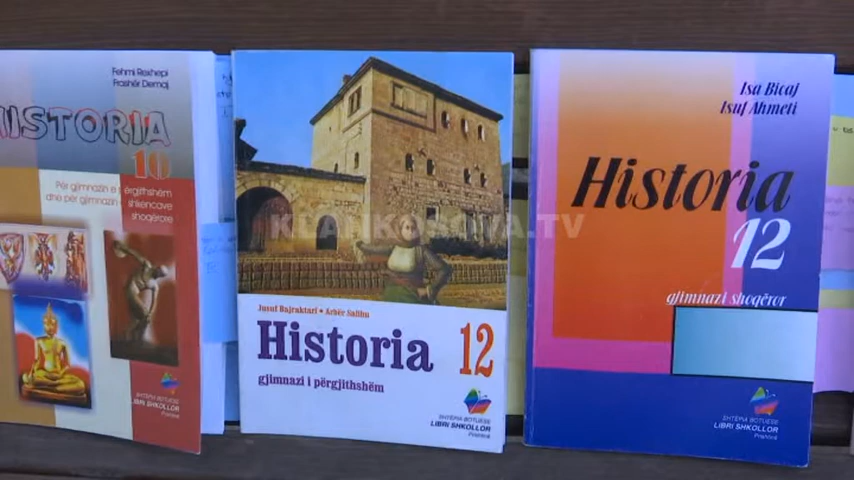 Fehmi Rexhepi
Frashër Demaj
HISTORIA
10
Për gjimnazin e përgjithshëm
dhe për gjimnazin
shkencave
shoqërore
SHTËPIA BOTUESE
LIBRI SHKOLLOR
Prishtinë
KLANKOSOVA.TV
Jusuf Bajraktari • Arbër Salihu
Historia 12
gjimnazi i përgjithshëm
SHTËPIA BOTUESE
LIBRI SHKOLLOR
Prishtinë
Isa Bicaj
Isuf Ahmeti
Historia
12
gjimnazi shoqëror
SHTËPIA BOTUESE
LIBRI SHKOLLOR
Prishtinë